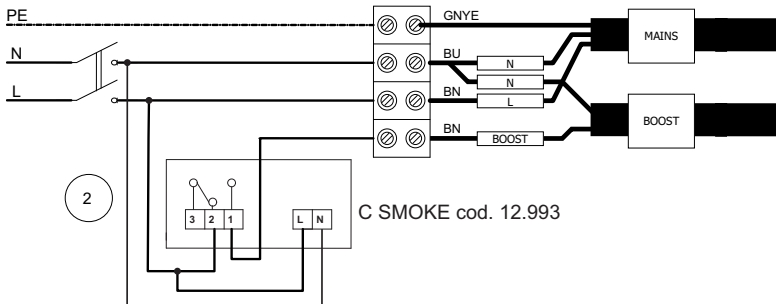 PE
GNYE
MAINS
N
BU
N
N
L
BN
L
BOOST
BN
BOOST
2
3 2 1
L N
C SMOKE cod. 12.993